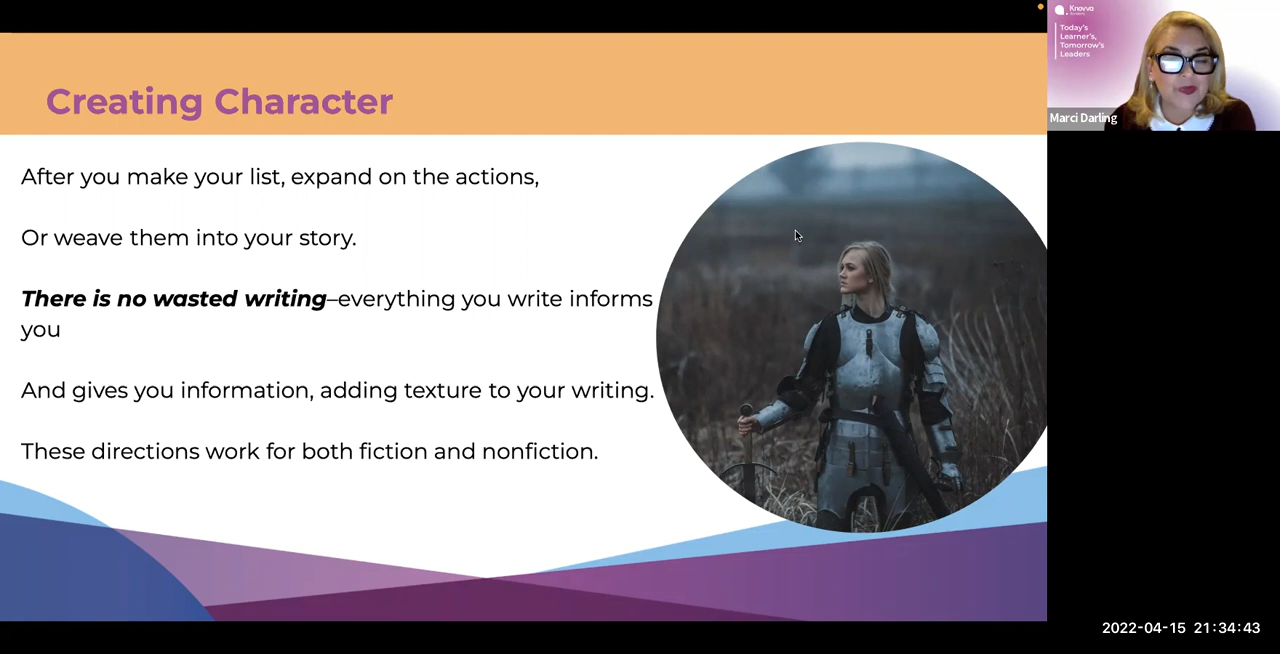 Creating Character
After you make your list, expand on the actions,
Or weave them into your story.
There is no wasted writing–everything you write informs
you
And gives you information, adding texture to your writing.
These directions work for both fiction and nonfiction.
Knovva
Today's
Learner's,
Tomorrow's
Leaders
Marci Darling
2022-04-15 21:34:43